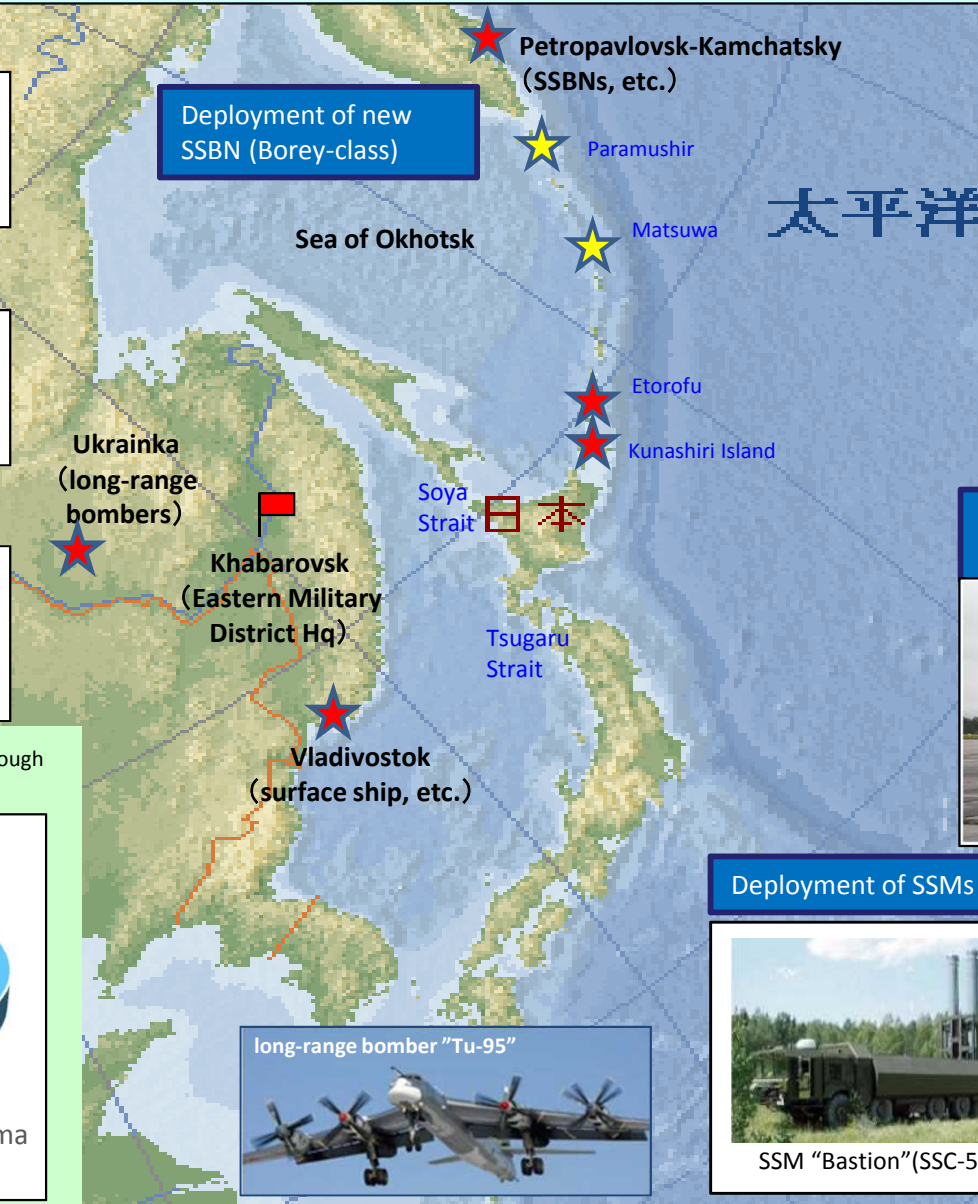 Petropavlovsk-Kamchatsky
（SSBNs, etc.）
Deployment of new
SSBN (Borey-class)
Paramushir
太平洋
Matsuwa
Sea of Okhotsk
Etorofu
Kunashiri Island
Ukrainka
（long-range
bombers）
Soya
Strait
日本
Khabarovsk
（Eastern Military
District Hq）
Tsugaru
Strait
Vladivostok
（surface ship, etc.）
Deployment of SSMs
long-range bomber ”Tu-95”
SSM “Bastion”(SSC-5